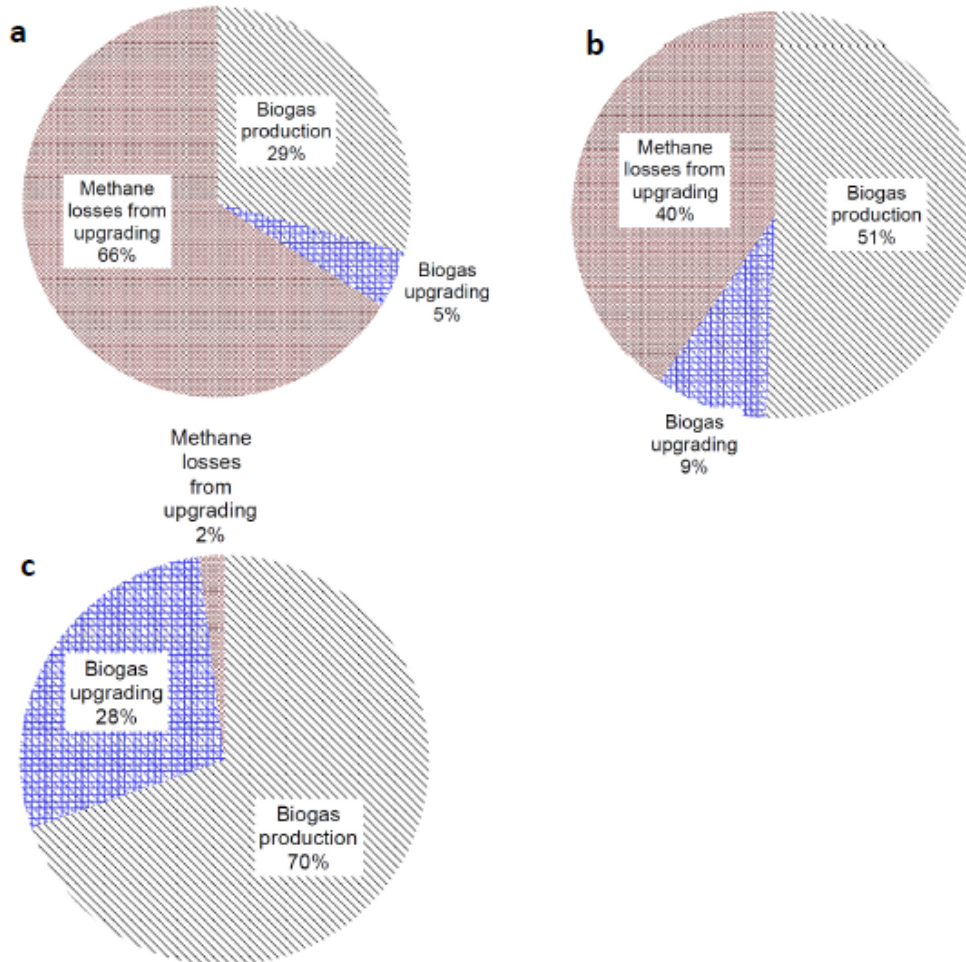 a
Biogas
production
29%
Methane
losses from
upgrading
66%
Biogas
upgrading
5%
b
Methane
losses from
upgrading
40%
Biogas
production
51%
Biogas
upgrading
9%
Methane
losses
from
upgrading
2%
c
Biogas
upgrading
28%
Biogas
production
70%